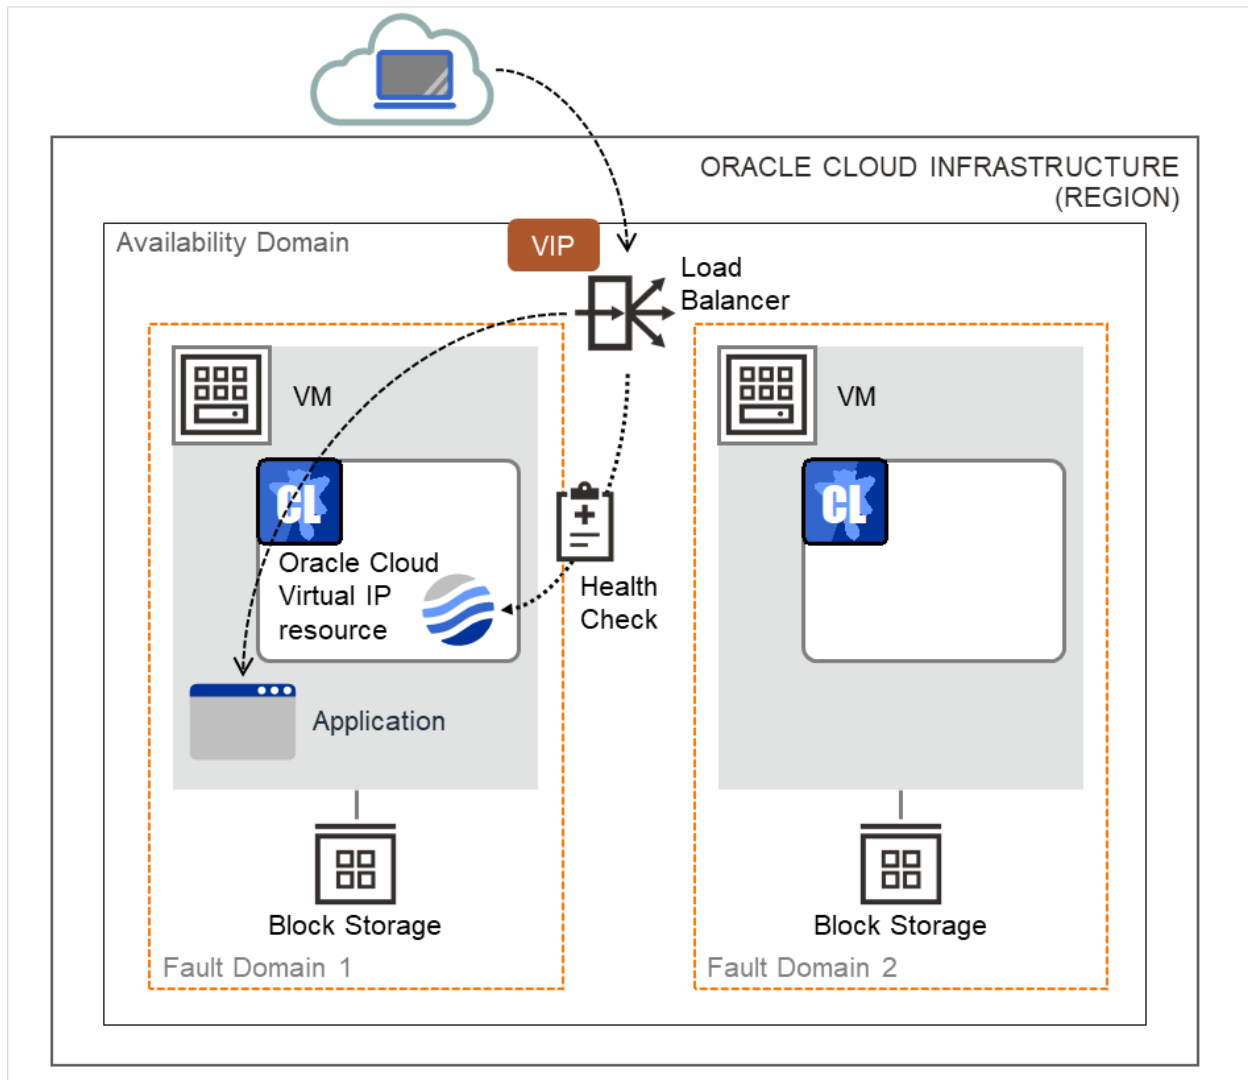 ORACLE CLOUD INFRASTRUCTURE
(REGION)
Availability Domain
VIP
Load
Balancer
VM
VM
CL
CL
Oracle Cloud
Virtual IP
resource
Health
Check
Application
Block Storage
Block Storage
Fault Domain 1
Fault Domain 2